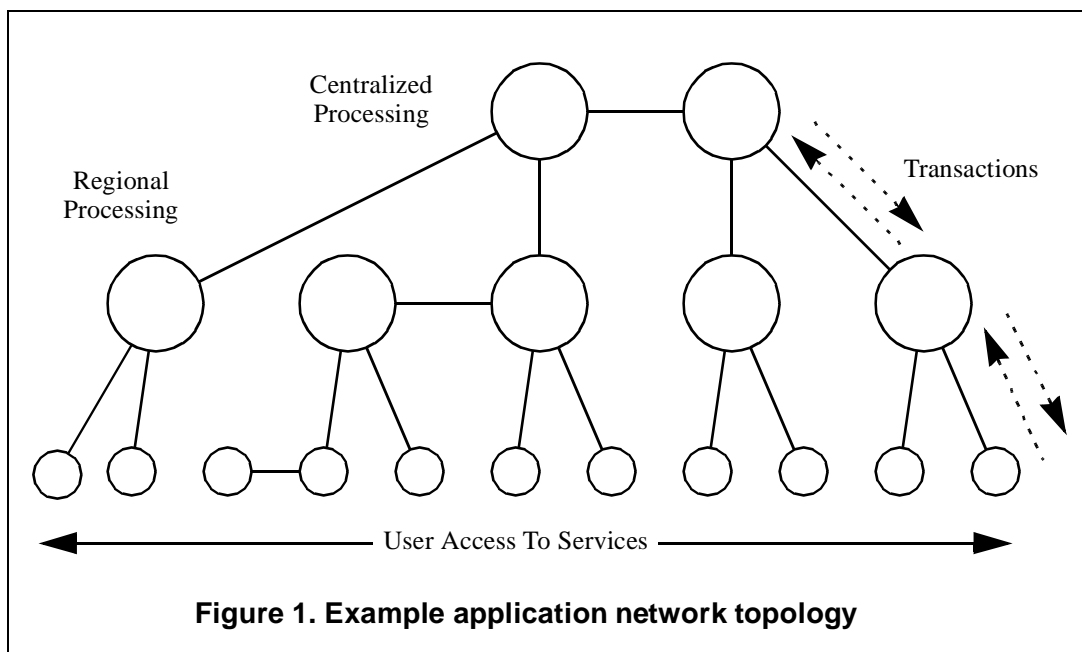 Centralized
Processing
Regional
Processing
Transactions
User Access To Services
Figure 1. Example application network topology